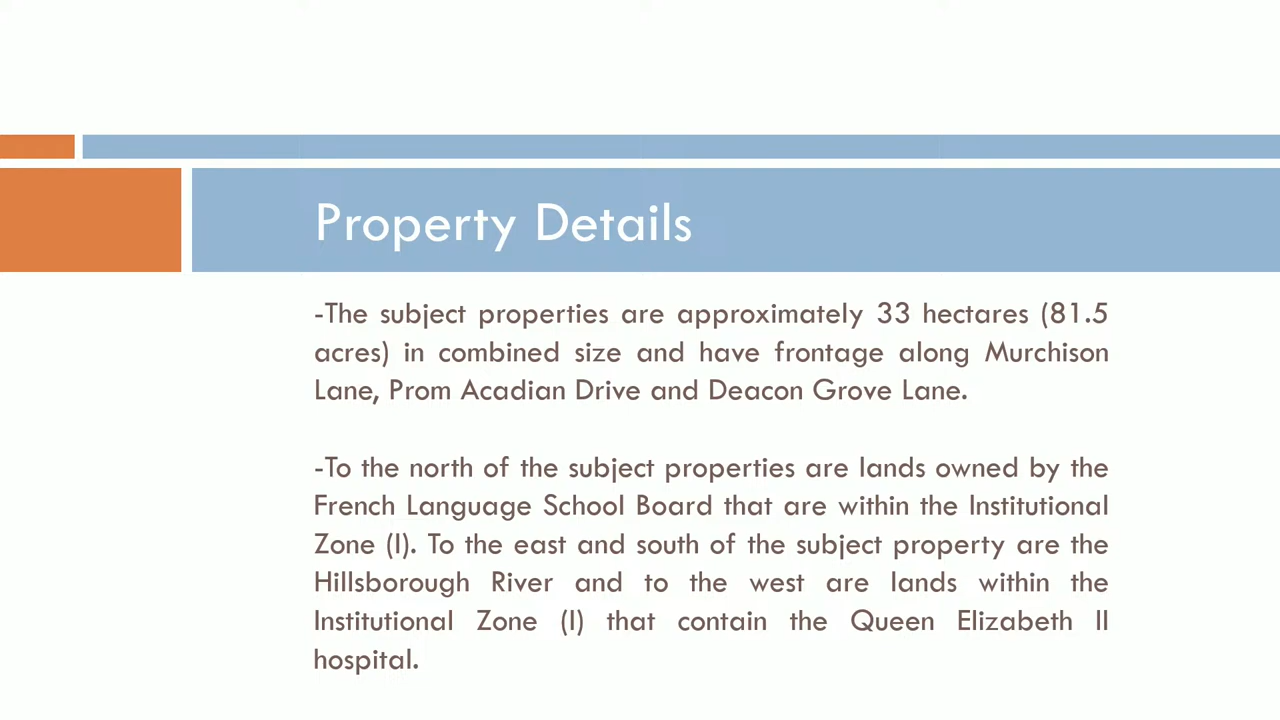 Property Details
-The subject properties are approximately 33 hectares (81.5
acres) in combined size and have frontage along Murchison
Lane, Prom Acadian Drive and Deacon Grove Lane.
-To the north of the subject properties are lands owned by the
French Language School Board that are within the Institutional
Zone (I). To the east and south of the subject property are the
Hillsborough River and to the west are lands within the
Institutional Zone (I) that contain the Queen Elizabeth II
hospital.